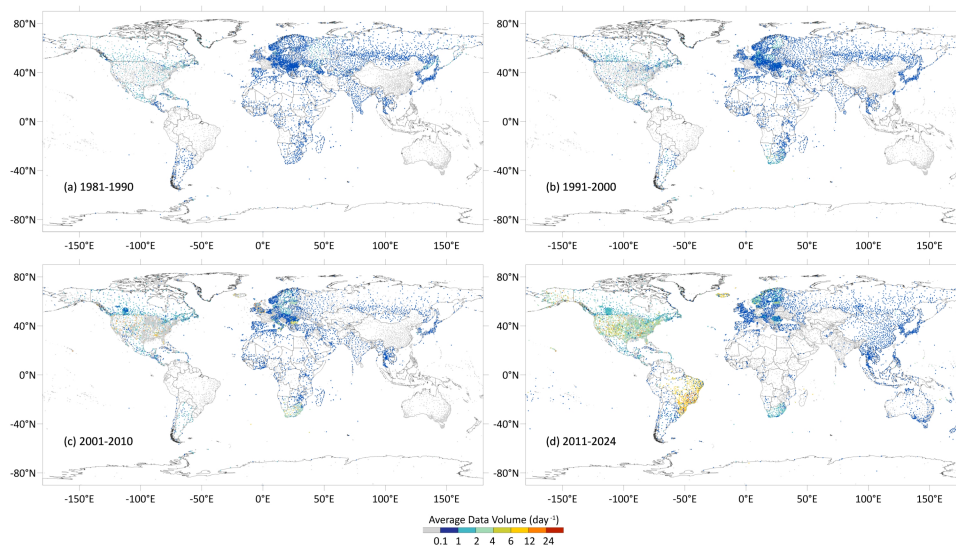 80°N 80°N
40°N 40°N
0°N 0°N
-40°N -40°N
(a) 1981-1990 (b) 1991-2000
-80°N -80°N
-150°E -100°E -50°E 0°E 50°E 100°E 150°E -150°E -100°E -50°E 0°E 50°E 100°E 150°E
80°N 80°N
40°N 40°N
0°N 0°N
-40°N -40°N
(c) 2001-2010 (d) 2011-2024
-80°N -80°N
-150°E -100°E -50°E 0°E 50°E 100°E 150°E -150°E -100°E -50°E 0°E 50°E 100°E 150°E
Average Data Volume (day⁻¹)
0.1 1 2 4 6 12 24